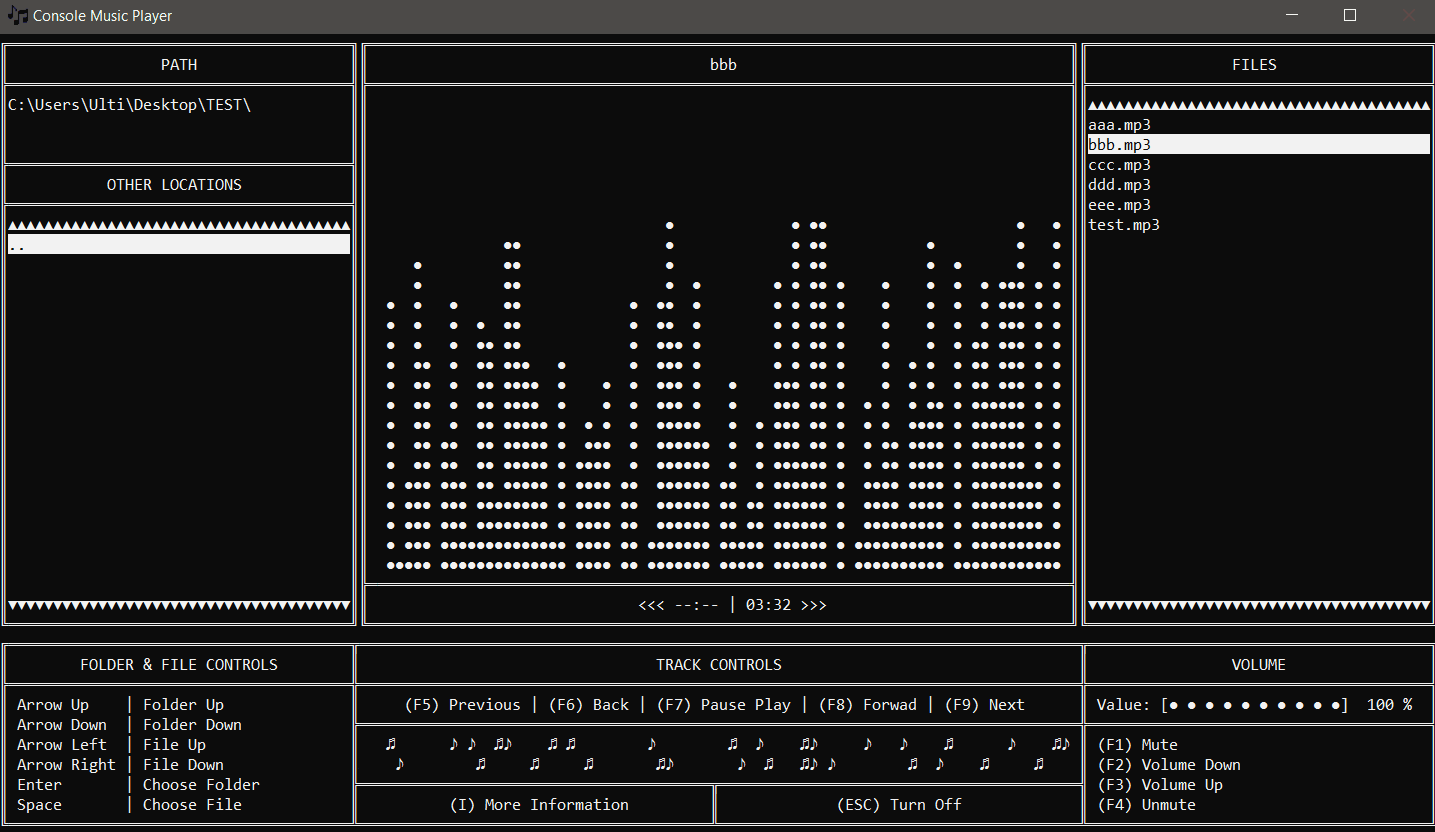 Console Music Player
PATH
C:\Users\Ulti\Desktop\TEST\
OTHER LOCATIONS
..
bbb
<<< --:-- | 03:32 >>>
FILES
aaa.mp3
bbb.mp3
ccc.mp3
ddd.mp3
eee.mp3
test.mp3
FOLDER & FILE CONTROLS
Arrow Up | Folder Up
Arrow Down | Folder Down
Arrow Left | File Up
Arrow Right | File Down
Enter | Choose Folder
Space | Choose File
TRACK CONTROLS
(F5) Previous | (F6) Back | (F7) Pause Play | (F8) Forwad | (F9) Next
(I) More Information
(ESC) Turn Off
VOLUME
Value: [● ● ● ● ● ● ● ● ● ●] 100 %
(F1) Mute
(F2) Volume Down
(F3) Volume Up
(F4) Unmute